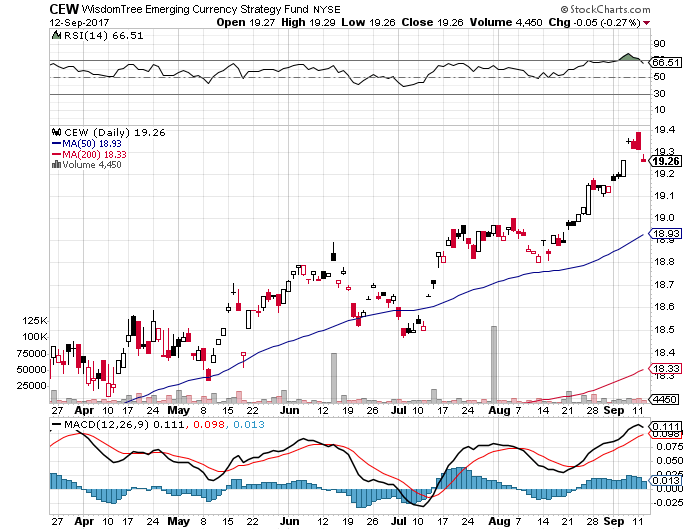 CEW WisdomTree Emerging Currency Strategy Fund NYSE © StockCharts.com
12-Sep-2017 Open 19.27 High 19.29 Low 19.26 Close 19.26 Volume 4,450 Chg -0.05 (-0.27%)
RSI(14) 66.51
90
70
66.51
50
30
10
CEW (Daily) 19.26
MA(50) 18.93
MA(200) 18.33
Volume 4,450
19.4
19.3
19.26
19.2
19.1
19.0
18.93
18.9
18.8
18.7
18.6
18.5
18.4
18.33
18.3
125K
100K
75000
50000
25000
4450
27 Apr 10 17 24 May 8 15 22 Jun 12 19 26 Jul 10 17 24 Aug 7 14 21 28 Sep 11
MACD(12,26,9) 0.111, 0.098, 0.013
0.111
0.098
0.075
0.050
0.025
0.013
0.000
-0.025
27 Apr 10 17 24 May 8 15 22 Jun 12 19 26 Jul 10 17 24 Aug 7 14 21 28 Sep 11